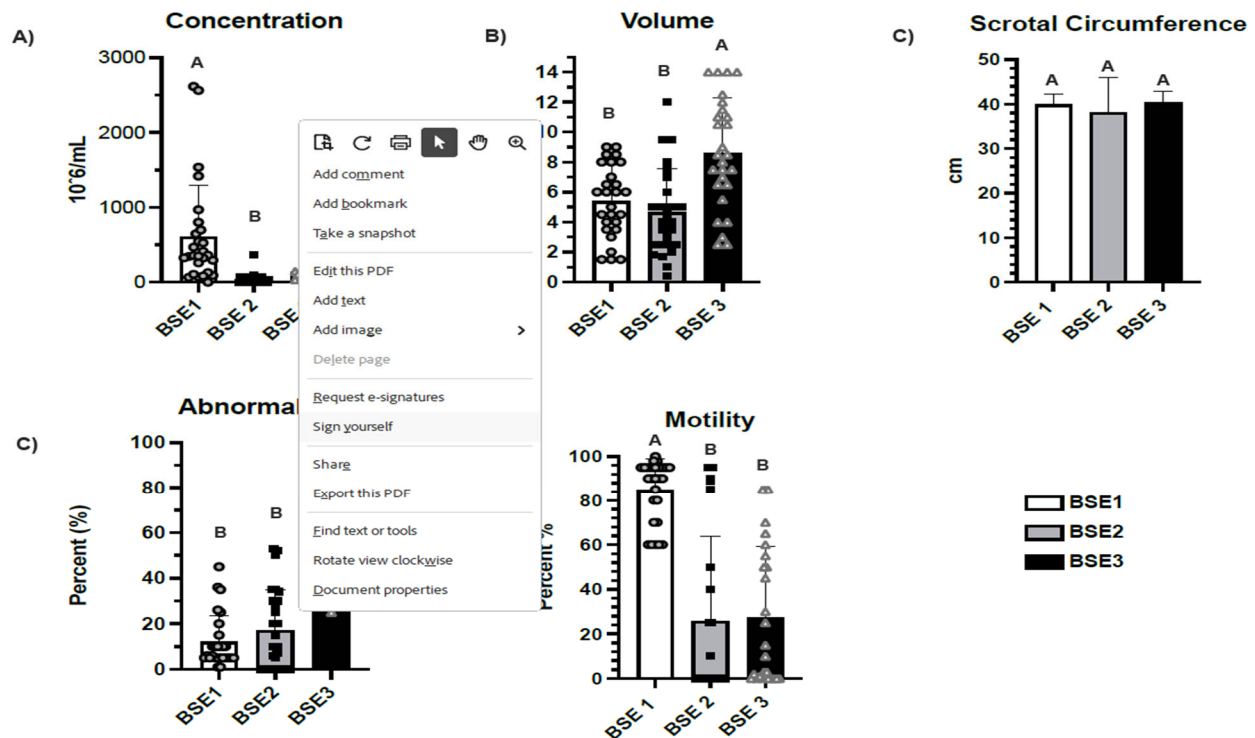 Concentration
A)
3000
2000
1000
0
10^6/mL
A
B
BSE1
BSE 2
BSE
Volume
B)
14
12
10
8
6
4
2
0
B
B
A
BSE1
BSE 2
BSE 3
Scrotal Circumference
C)
50
40
30
20
10
0
cm
A
A
A
BSE 1
BSE 2
BSE 3
Add comment
Add bookmark
Take a snapshot
Edit this PDF
Add text
Add image
Delete page
Request e-signatures
Sign yourself
Share
Export this PDF
Find text or tools
Rotate view clockwise
Document properties
Abnormal
C)
100
80
60
40
20
0
Percent (%)
B
B
BSE1
BSE2
BSE3
Motility
100
80
60
40
20
0
Percent %
A
B
B
BSE 1
BSE 2
BSE 3
BSE1
BSE2
BSE3